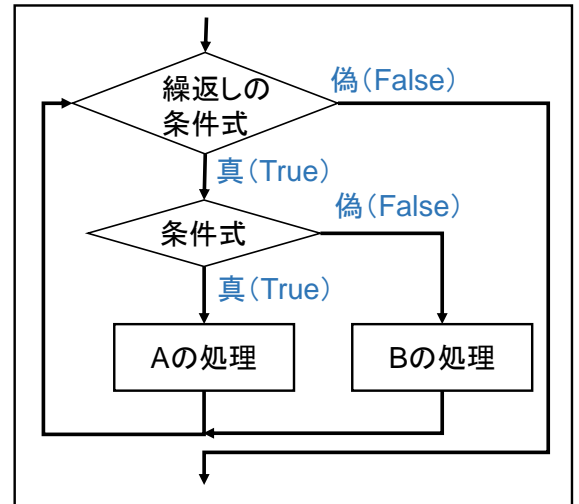 繰返しの
条件式
偽(False)
真(True)
条件式
偽(False)
真(True)
Aの処理
Bの処理